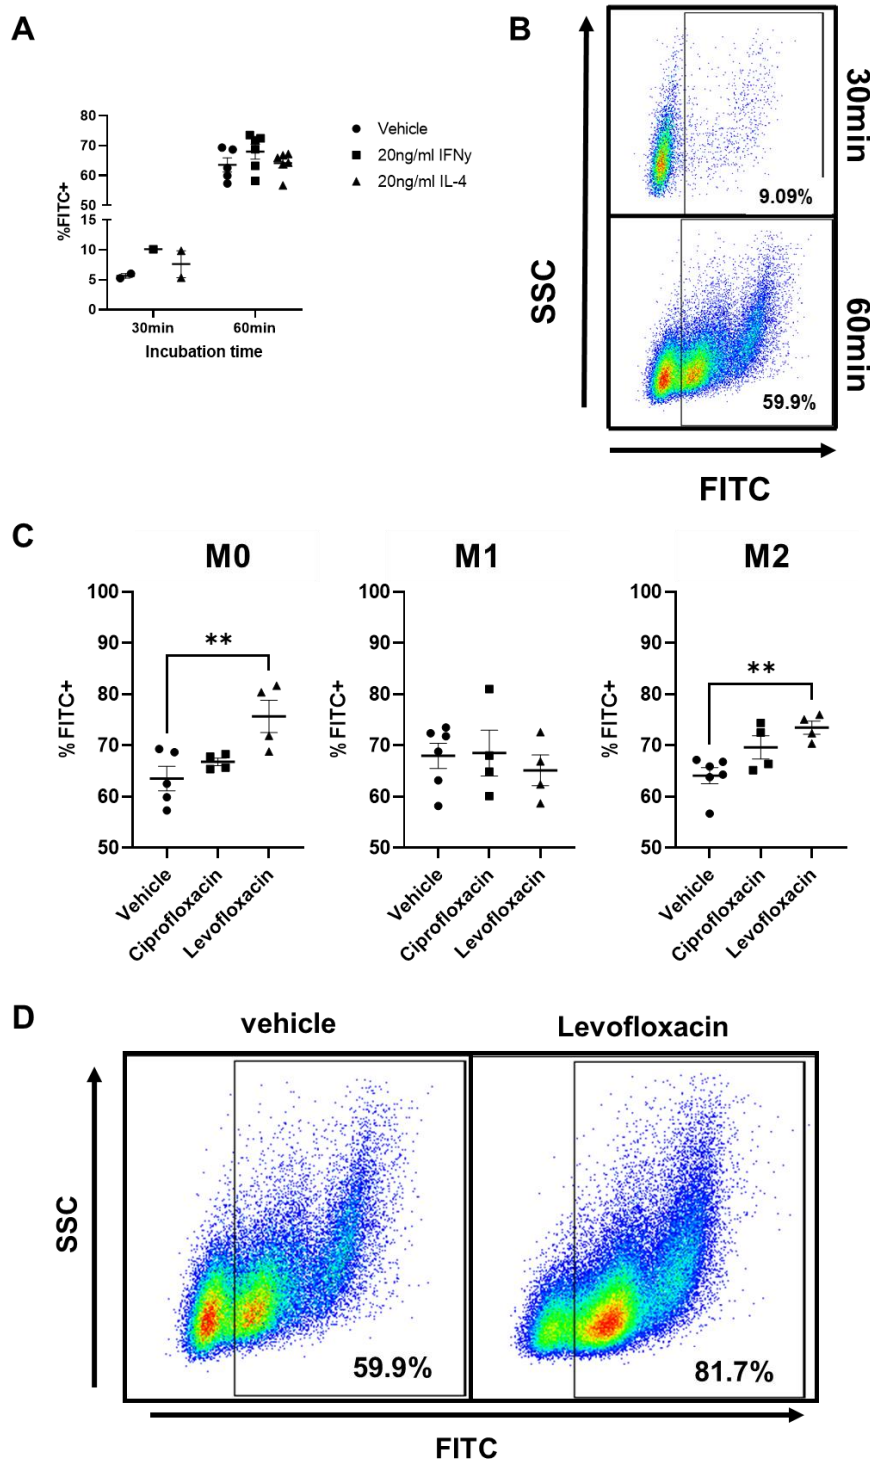 A
80
70
60
50
15
10
5
0
%FITC+
30min
60min
Incubation time
Vehicle
20ng/ml IFNy
20ng/ml IL-4
B
SSC
9.09%
30min
59.9%
60min
FITC
C
M0
100
90
80
70
60
50
% FITC+
**
Vehicle
Ciprofloxacin
Levofloxacin
M1
100
90
80
70
60
50
% FITC+
Vehicle
Ciprofloxacin
Levofloxacin
M2
100
90
80
70
60
50
% FITC+
**
Vehicle
Ciprofloxacin
Levofloxacin
D
vehicle
Levofloxacin
SSC
59.9%
81.7%
FITC